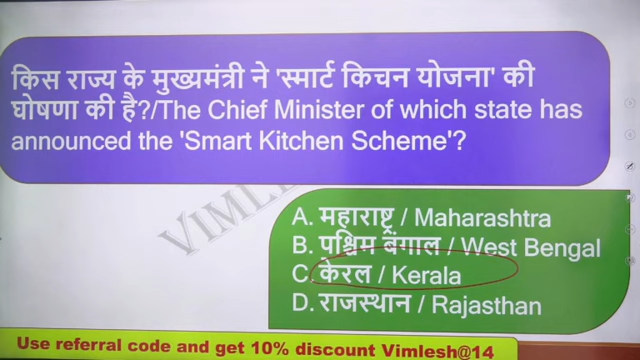 किस राज्य के मुख्यमंत्री ने 'स्मार्ट किचन योजना' की
घोषणा की है?/The Chief Minister of which state has
announced the 'Smart Kitchen Scheme'?
A. महाराष्ट्र / Maharashtra
B. पश्चिम बंगाल / West Bengal
C. केरल / Kerala
D. राजस्थान / Rajasthan
Use referral code and get 10% discount Vimlesh@14